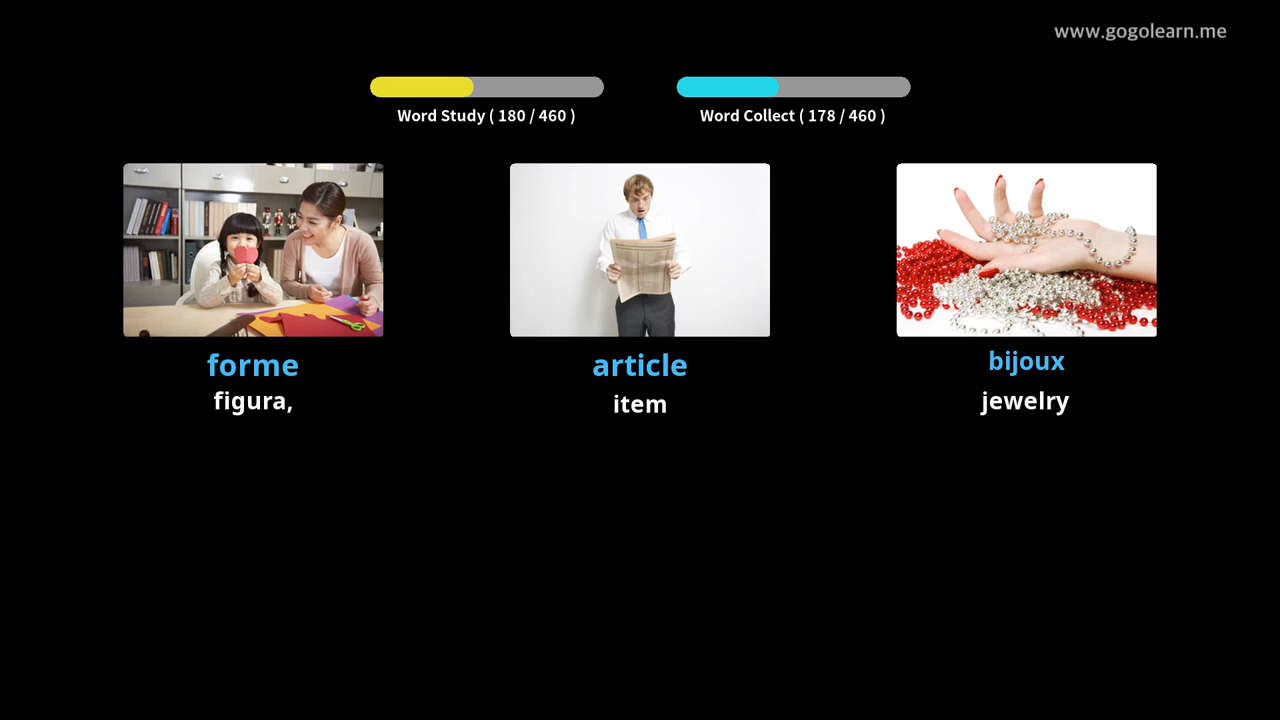 www.gogolearn.me
Word Study ( 180 / 460 )
Word Collect ( 178 / 460 )
forme
figura,
article
item
bijoux
jewelry